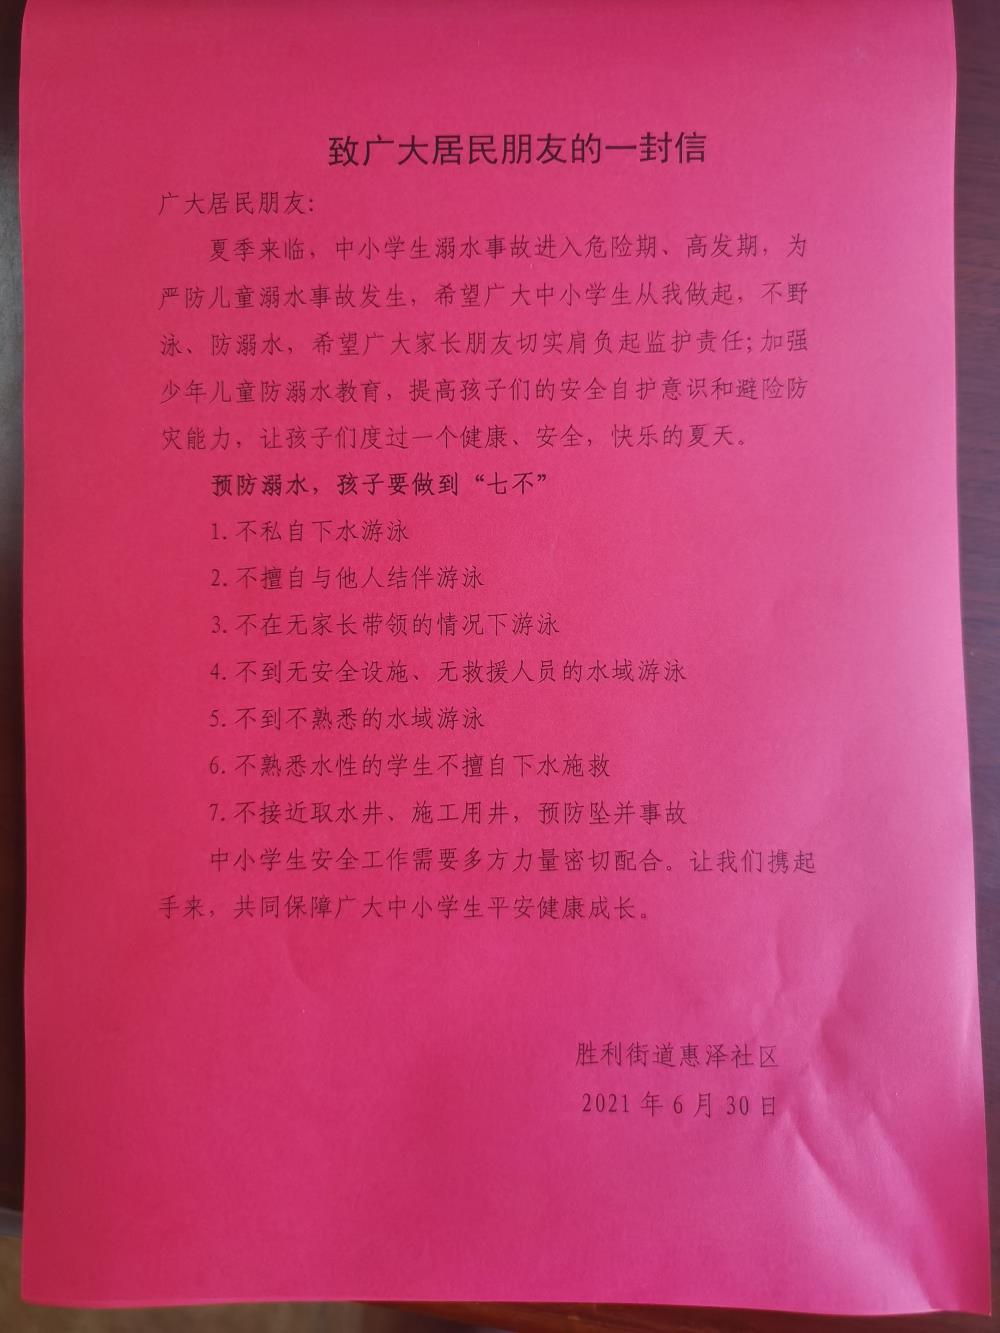 致广大居民朋友的一封信
广大居民朋友:
夏季来临，中小学生溺水事故进入危险期、高发期，为
严防儿童溺水事故发生，希望广大中小学生从我做起，不野
泳、防溺水，希望广大家长朋友切实肩负起监护责任;加强
少年儿童防溺水教育，提高孩子们的安全自护意识和避险防
灾能力，让孩子们度过一个健康、安全，快乐的夏天。
预防溺水，孩子要做到“七不”
1.不私自下水游泳
2.不擅自与他人结伴游泳
3.不在无家长带领的情况下游泳
4.不到无安全设施、无救援人员的水域游泳
5.不到不熟悉的水域游泳
6.不熟悉水性的学生不擅自下水施救
7.不接近取水井、施工用井，预防坠并事故
中小学生安全工作需要多方力量密切配合。让我们携起
手来，共同保障广大中小学生平安健康成长。
胜利街道惠泽社区
2021年6月30日